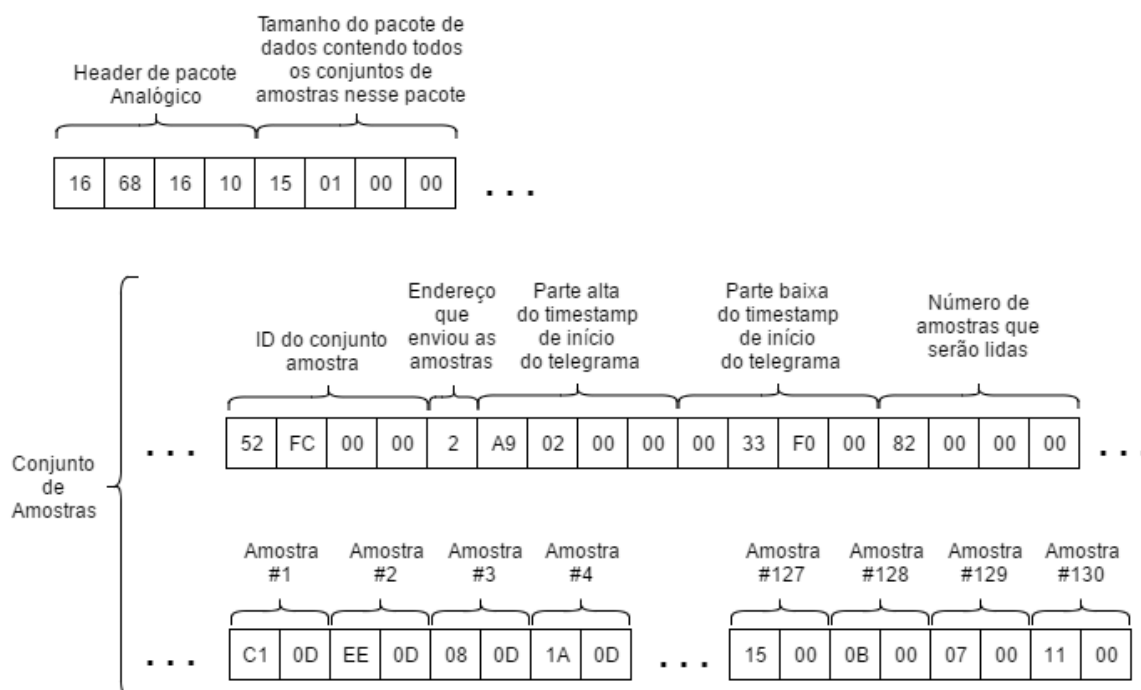 Tamanho do pacote de
dados contendo todos
os conjuntos de
amostras nesse pacote
Header de pacote
Analógico
16 68 16 10 15 01 00 00 ...
Endereço
que
enviou as
amostras
Parte alta
do timestamp
de início
do telegrama
Parte baixa
do timestamp
de início
do telegrama
Número de
amostras que
serão lidas
ID do conjunto
amostra
... 52 FC 00 00 2 A9 02 00 00 00 33 F0 00 82 00 00 00 ...
Conjunto
de
Amostras
Amostra
#1
Amostra
#2
Amostra
#3
Amostra
#4
Amostra
#127
Amostra
#128
Amostra
#129
Amostra
#130
... C1 0D EE 0D 08 0D 1A 0D ... 15 00 0B 00 07 00 11 00